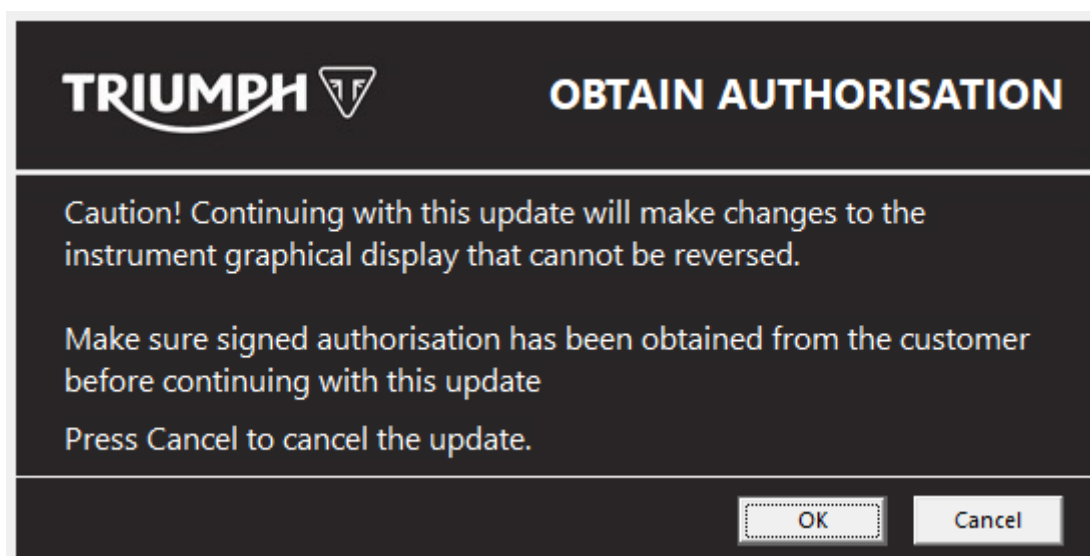 TRIUMPH
OBTAIN AUTHORISATION
Caution! Continuing with this update will make changes to the
instrument graphical display that cannot be reversed.
Make sure signed authorisation has been obtained from the customer
before continuing with this update
Press Cancel to cancel the update.
OK
Cancel